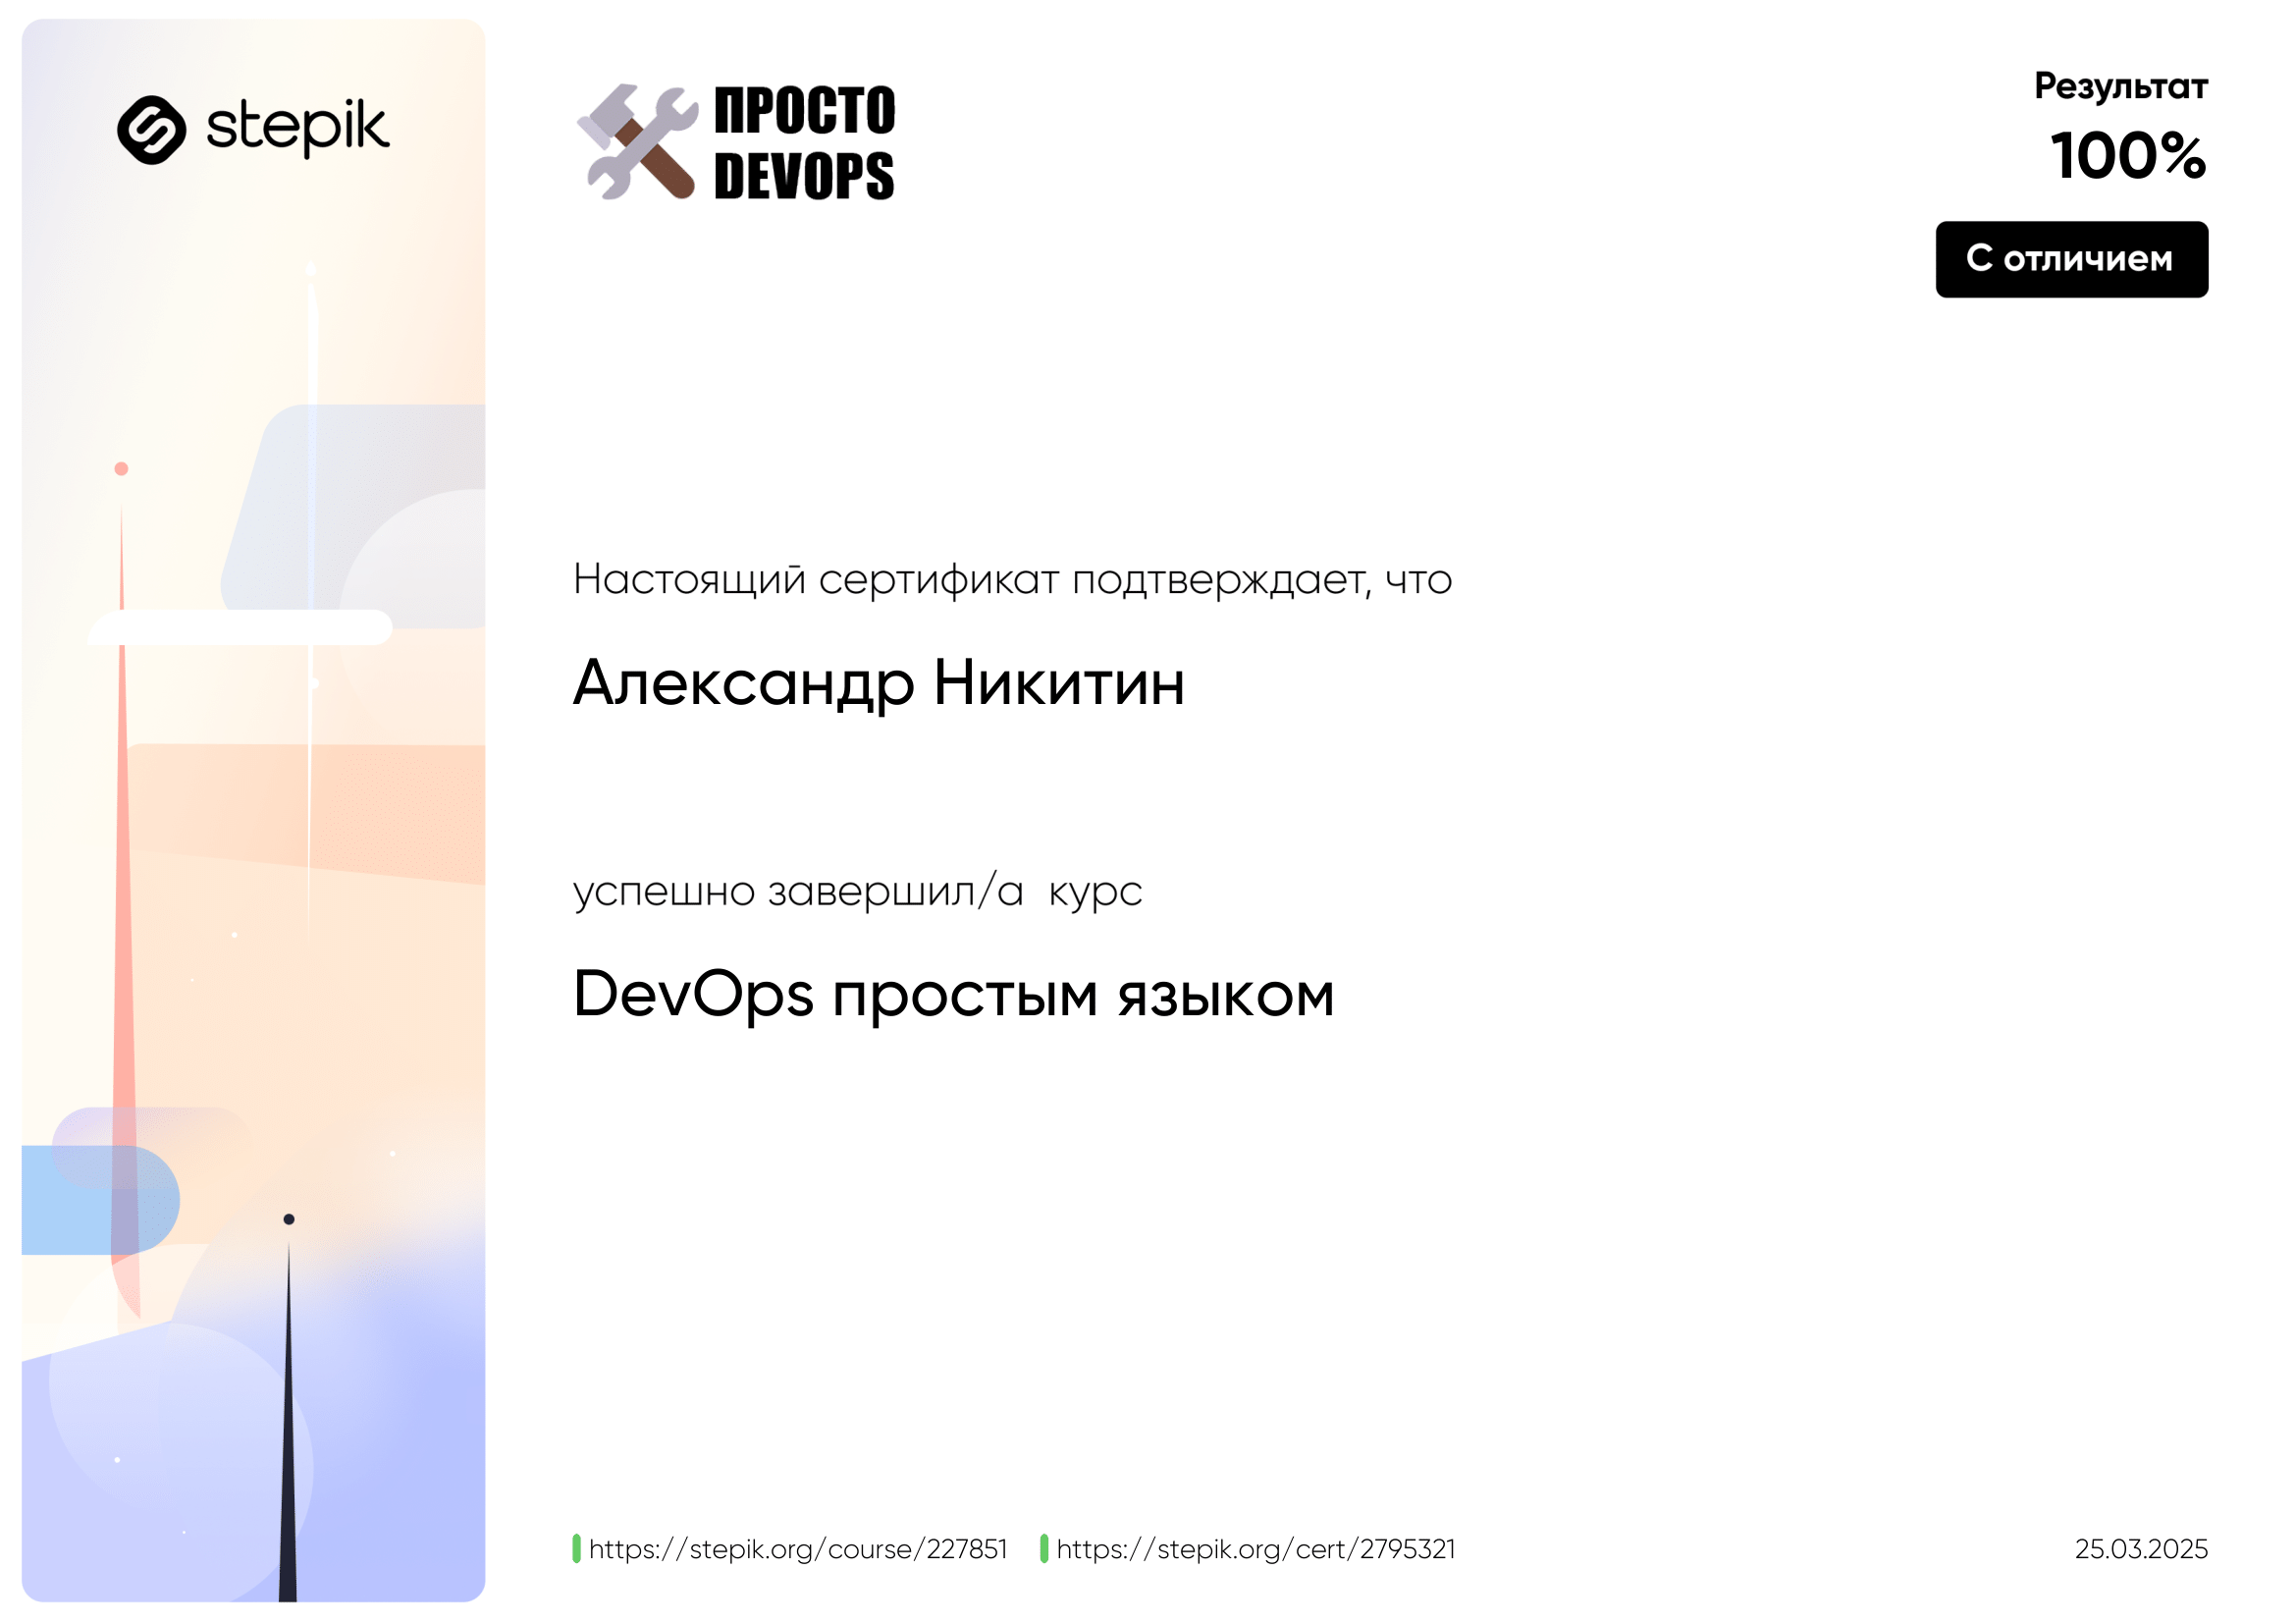 stepik
ПРОСТО
DEVOPS
Результат
100%
С отличием
Настоящий сертификат подтверждает, что
Александр Никитин
успешно завершил/а курс
DevOps простым языком
https://stepik.org/course/227851
https://stepik.org/cert/2795321
25.03.2025